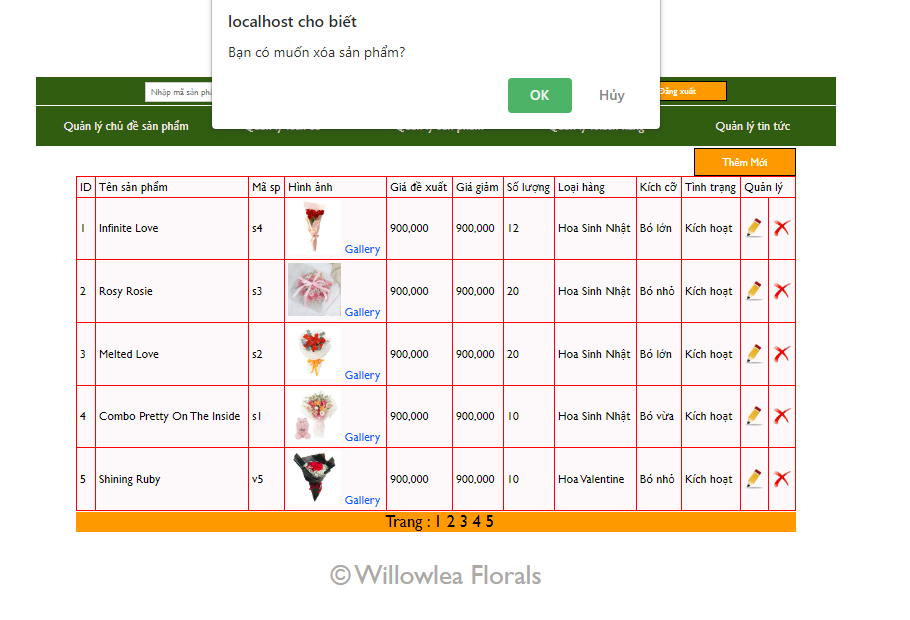 localhost cho biết
Bạn có muốn xóa sản phẩm?
OK Hủy
Nhập mã sản Đăng xuất
Quản lý chủ đề sản phẩm Quản lý tin tức
Thêm Mới
ID Tên sản phẩm Mã sp Hình ảnh Giá đề xuất Giá giảm Số lượng Loại hàng Kích cỡ Tình trạng Quản lý
1 Infinite Love s4 Gallery 900,000 900,000 12 Hoa Sinh Nhật Bó lớn Kích hoạt
2 Rosy Rosie s3 Gallery 900,000 900,000 20 Hoa Sinh Nhật Bó nhỏ Kích hoạt
3 Melted Love s2 Gallery 900,000 900,000 20 Hoa Sinh Nhật Bó lớn Kích hoạt
4 Combo Pretty On The Inside s1 Gallery 900,000 900,000 10 Hoa Sinh Nhật Bó vừa Kích hoạt
5 Shining Ruby v5 Gallery 900,000 900,000 10 Hoa Valentine Bó nhỏ Kích hoạt
Trang : 1 2 3 4 5
© Willowlea Florals